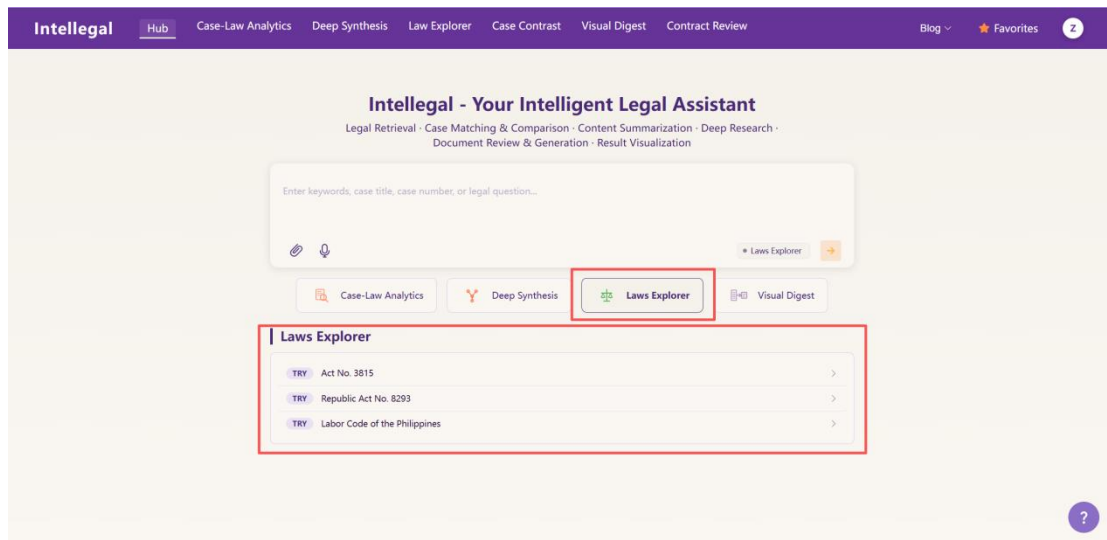 Intellegal
Hub
Case-Law Analytics
Deep Synthesis
Law Explorer
Case Contrast
Visual Digest
Contract Review
Blog
Favorites
Z
Intellegal - Your Intelligent Legal Assistant
Legal Retrieval · Case Matching & Comparison · Content Summarization · Deep Research ·
Document Review & Generation · Result Visualization
Enter keywords, case title, case number, or legal question...
Laws Explorer
Case-Law Analytics
Deep Synthesis
Laws Explorer
Visual Digest
Laws Explorer
TRY Act No. 3815
TRY Republic Act No. 8293
TRY Labor Code of the Philippines
?